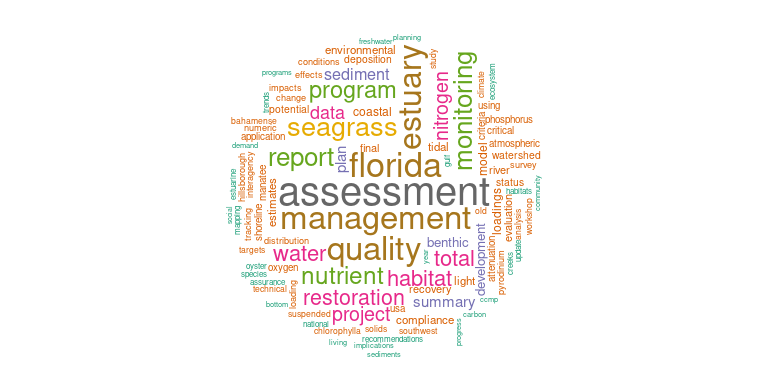 freshwater
planning
environmental
conditions
deposition
estuary
study
monitoring
programs
effects
sediment
nitrogen
climate
ecosystem
impacts
program
trends
change
using
potential
data
coastal
phosphorus
bahamense
numeric
seagrass
criteria
critical
application
demand
report
plan
final
tidal
model
atmospheric
gulf
watershed
hillsborough
interagency
florida
river
survey
estuarine
manatee
assessment
status
habitats
community
estimates
social
mapping
tracking
shoreline
management
old
loadings
evaluation
workshop
distribution
quality
benthic
development
analysis
targets
water
year
total
attenuation
update
creeks
oyster
oxygen
nutrient
habitat
light
pyrodinium
species
assurance
technical
loading
restoration
recovery
bottom
summary
ccmp
suspended
project
usa
carbon
national
compliance
chlorophylla
solids
southwest
progress
recommendations
living
implications
sediments